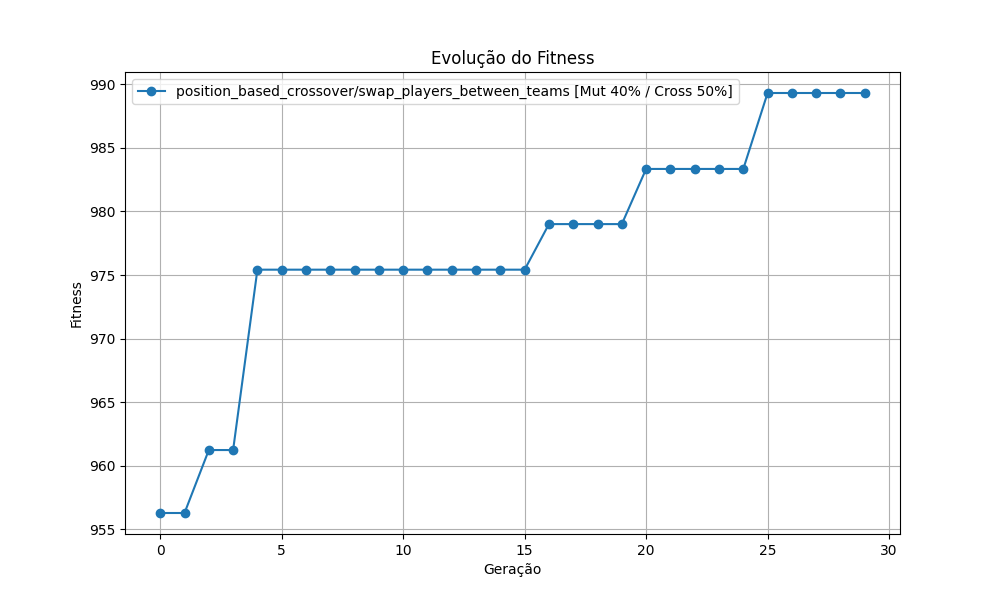 Evolução do Fitness
position_based_crossover/swap_players_between_teams [Mut 40% / Cross 50%]
Fitness
990
985
980
975
970
965
960
955
0 5 10 15 20 25 30
Geração